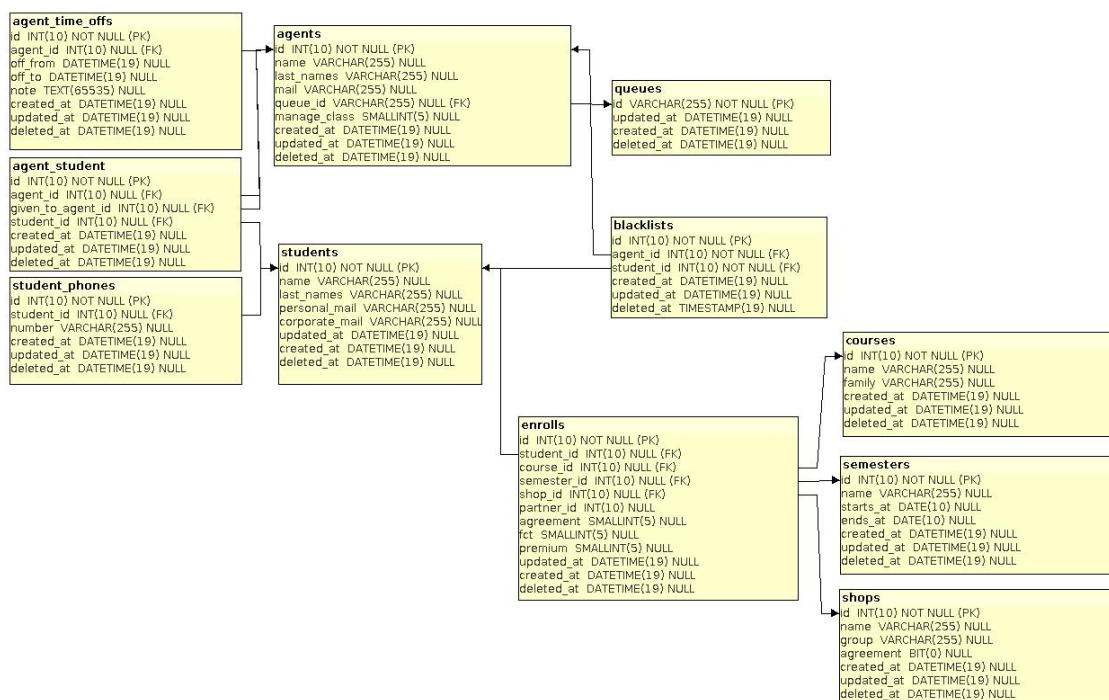 agent_time_offs
id INT(10) NOT NULL (PK)
agent_id INT(10) NULL (FK)
off_from DATETIME(19) NULL
off_to DATETIME(19) NULL
note TEXT(65535) NULL
created_at DATETIME(19) NULL
updated_at DATETIME(19) NULL
deleted_at DATETIME(19) NULL
agents
id INT(10) NOT NULL (PK)
name VARCHAR(255) NULL
last_names VARCHAR(255) NULL
mail VARCHAR(255) NULL
queue_id VARCHAR(255) NULL (FK)
manage_class SMALLINT(5) NULL
created_at DATETIME(19) NULL
updated_at DATETIME(19) NULL
deleted_at DATETIME(19) NULL
queues
id VARCHAR(255) NOT NULL (PK)
updated_at DATETIME(19) NULL
created_at DATETIME(19) NULL
deleted_at DATETIME(19) NULL
agent_student
id INT(10) NOT NULL (PK)
agent_id INT(10) NULL (FK)
given_to_agent_id INT(10) NULL (FK)
student_id INT(10) NULL (FK)
created_at DATETIME(19) NULL
updated_at DATETIME(19) NULL
deleted_at DATETIME(19) NULL
blacklists
id INT(10) NOT NULL (PK)
agent_id INT(10) NOT NULL (FK)
student_id INT(10) NOT NULL (FK)
created_at DATETIME(19) NULL
updated_at DATETIME(19) NULL
deleted_at TIMESTAMP(19) NULL
students
id INT(10) NOT NULL (PK)
name VARCHAR(255) NULL
last_names VARCHAR(255) NULL
personal_mail VARCHAR(255) NULL
corporate_mail VARCHAR(255) NULL
updated_at DATETIME(19) NULL
created_at DATETIME(19) NULL
deleted_at DATETIME(19) NULL
student_phones
id INT(10) NOT NULL (PK)
student_id INT(10) NULL (FK)
number VARCHAR(255) NULL
created_at DATETIME(19) NULL
updated_at DATETIME(19) NULL
deleted_at DATETIME(19) NULL
courses
id INT(10) NOT NULL (PK)
name VARCHAR(255) NULL
family VARCHAR(255) NULL
created_at DATETIME(19) NULL
updated_at DATETIME(19) NULL
deleted_at DATETIME(19) NULL
enrolls
id INT(10) NOT NULL (PK)
student_id INT(10) NULL (FK)
course_id INT(10) NULL (FK)
semester_id INT(10) NULL (FK)
shop_id INT(10) NULL (FK)
partner_id INT(10) NULL
agreement SMALLINT(5) NULL
fct SMALLINT(5) NULL
premium SMALLINT(5) NULL
updated_at DATETIME(19) NULL
created_at DATETIME(19) NULL
deleted_at DATETIME(19) NULL
semesters
id INT(10) NOT NULL (PK)
name VARCHAR(255) NULL
starts_at DATE(10) NULL
ends_at DATE(10) NULL
created_at DATETIME(19) NULL
updated_at DATETIME(19) NULL
deleted_at DATETIME(19) NULL
shops
id INT(10) NOT NULL (PK)
name VARCHAR(255) NULL
group VARCHAR(255) NULL
agreement BIT(0) NULL
created_at DATETIME(19) NULL
updated_at DATETIME(19) NULL
deleted_at DATETIME(19) NULL